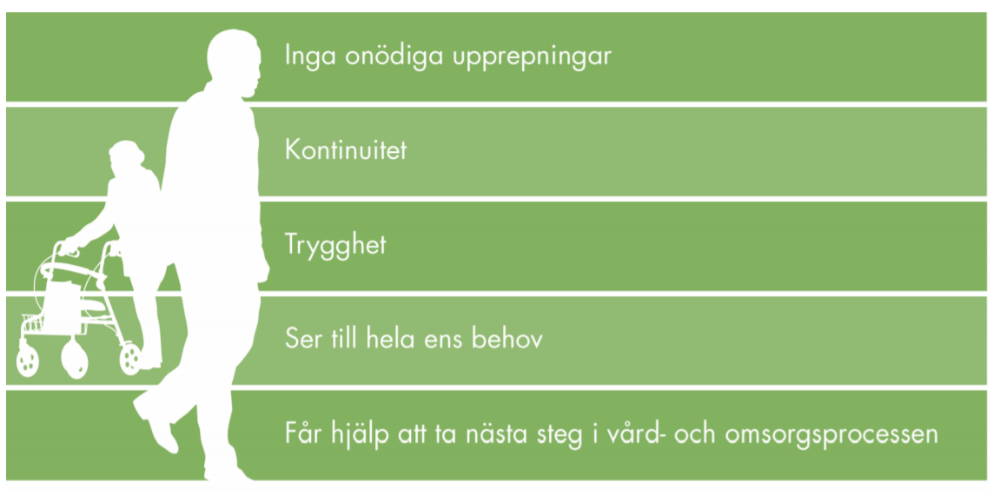 Inga onödiga upprepningar
Kontinuitet
Trygghet
Ser till hela ens behov
Får hjälp att ta nästa steg i vård- och omsorgsprocessen